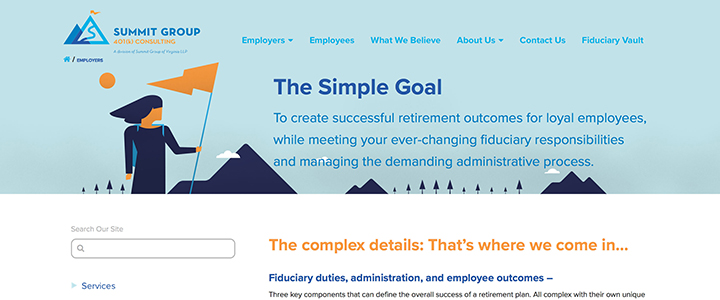 SUMMIT GROUP
401(k) CONSULTING
A division of Summit Group of Virginia LLP
Employers
Employees
What We Believe
About Us
Contact Us
Fiduciary Vault
/ EMPLOYERS
The Simple Goal
To create successful retirement outcomes for loyal employees,
while meeting your ever-changing fiduciary responsibilities
and managing the demanding administrative process.
Search Our Site
Services
The complex details: That’s where we come in...
Fiduciary duties, administration, and employee outcomes –
Three key components that can define the overall success of a retirement plan. All complex with their own unique